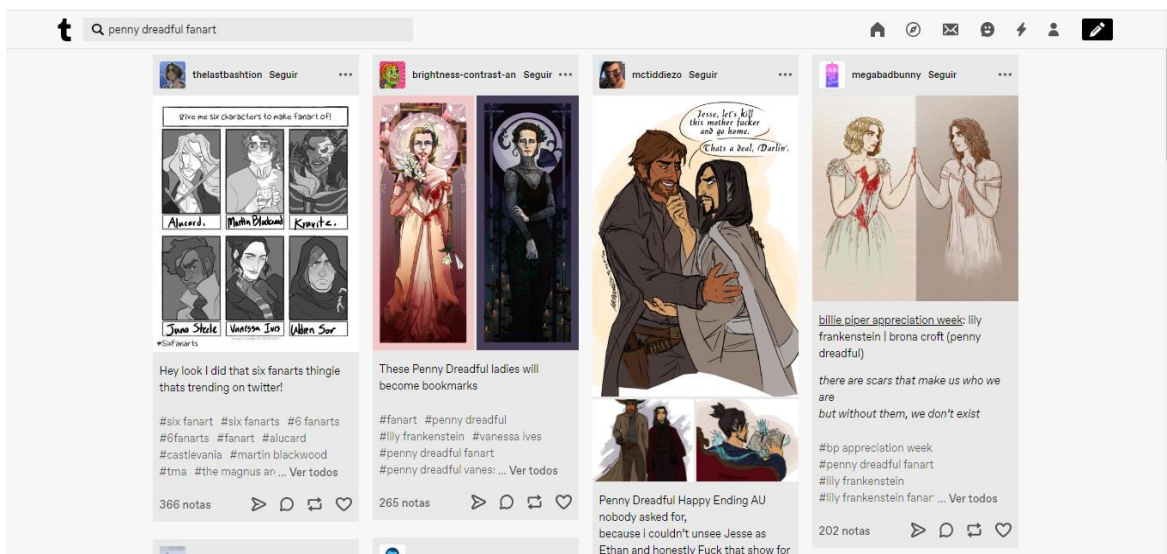 t
penny dreadful fanart
thelastbashtion Seguir
give me six characters to make fanart of!
Alucard.
Martin Blackwood
Kravitz.
Juno Steele
Vanessa Ives
#SixFanarts
Hey look I did that six fanarts thingie
thats trending on twitter!
#six fanart #six fanarts #6 fanarts
#6fanarts #fanart #alucard
#castlevania #martin blackwood
#tma #the magnus an ... Ver todos
366 notas
brightness-contrast-an Seguir
These Penny Dreadful ladies will
become bookmarks
#fanart #penny dreadful
#lily frankenstein #vanessa ives
#penny dreadful fanart
#penny dreadful vanes: ... Ver todos
265 notas
mctiddiezo Seguir
Jesse, let's kill
this mother fucker
and go home.
Thats a deal, Darlin'.
Penny Dreadful Happy Ending AU
nobody asked for,
because i couldn't unsee Jesse as
Ethan and honestly Fuck that show for
megabadbunny Seguir
billie piper appreciation week: lily
frankenstein | brona croft (penny
dreadful)
there are scars that make us who we
are
but without them, we don't exist
#bp appreciation week
#penny dreadful fanart
#lily frankenstein
#lily frankenstein fanar ... Ver todos
202 notas